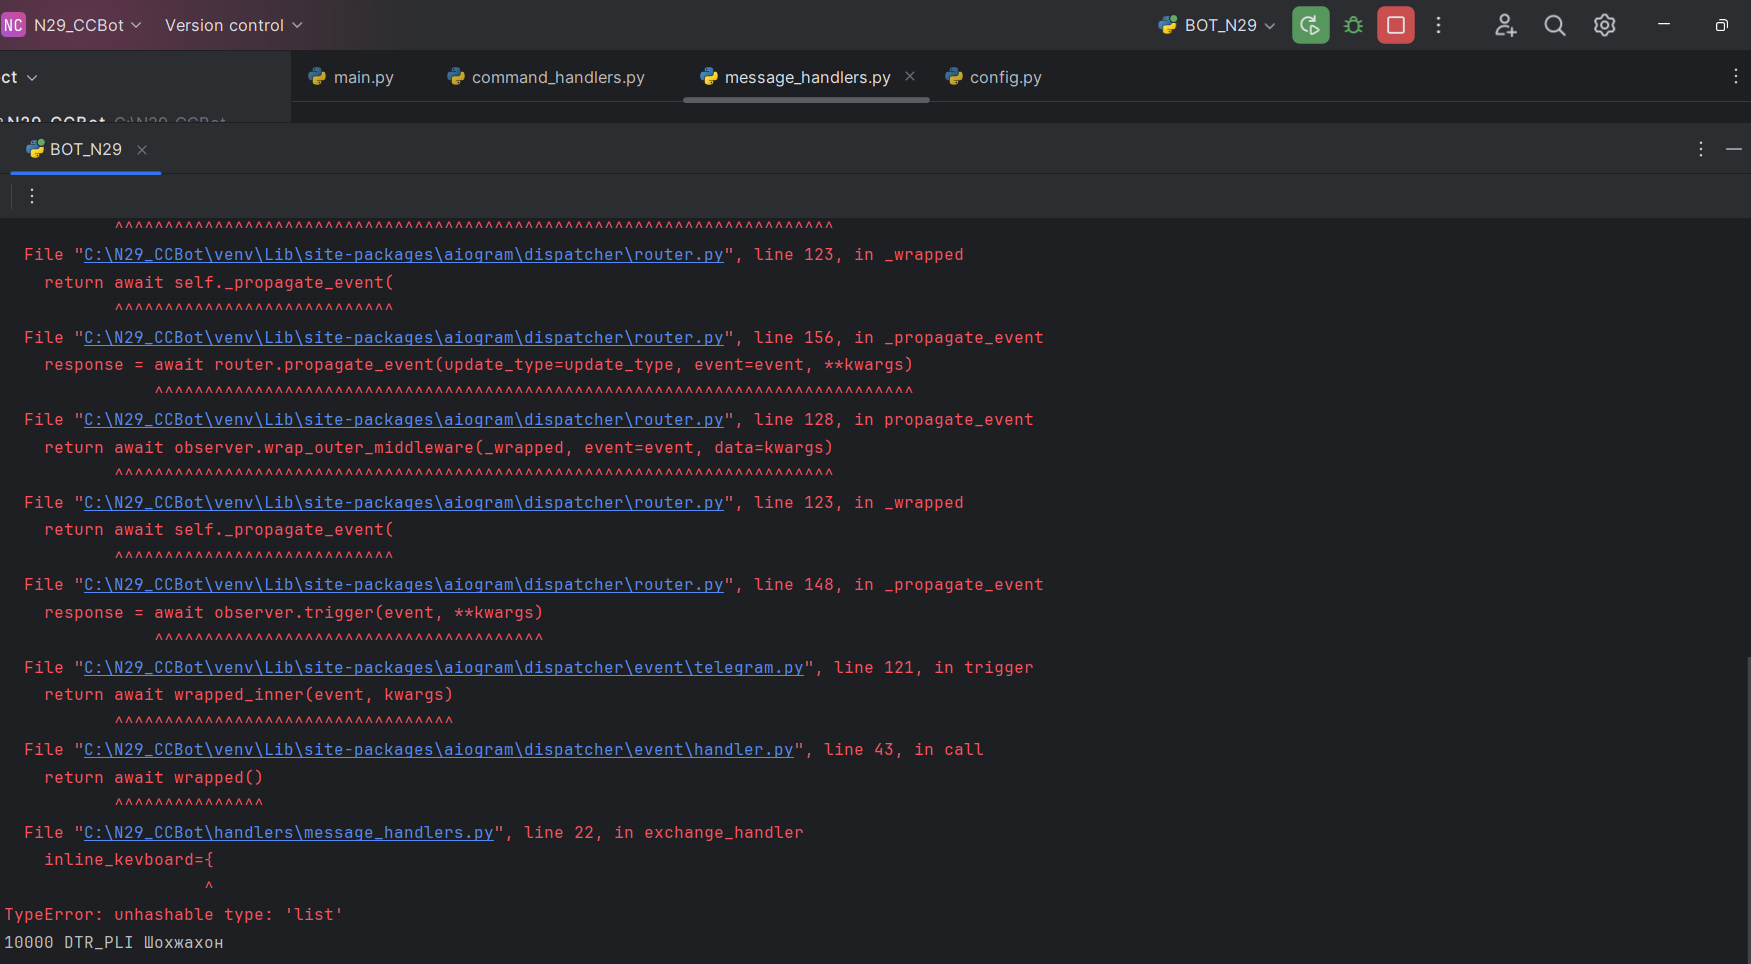 NC N29_CCBot Version control BOT_N29
ct main.py command_handlers.py message_handlers.py config.py
N29_CCBot C:\N29_CCBot
BOT_N29
^^^^^^^^^^^^^^^^^^^^^^^^^^^^^^^^^^^^^^^^^^^^^^^^^^^^^^^^^^^^^^^^^^^^^^^^
File "C:\N29_CCBot\venv\Lib\site-packages\aiogram\dispatcher\router.py", line 123, in _wrapped
return await self._propagate_event(
^^^^^^^^^^^^^^^^^^^^^^^^^^^^
File "C:\N29_CCBot\venv\Lib\site-packages\aiogram\dispatcher\router.py", line 156, in _propagate_event
response = await router.propagate_event(update_type=update_type, event=event, **kwargs)
^^^^^^^^^^^^^^^^^^^^^^^^^^^^^^^^^^^^^^^^^^^^^^^^^^^^^^^^^^^^^^^^^^^^^^^^^^^^
File "C:\N29_CCBot\venv\Lib\site-packages\aiogram\dispatcher\router.py", line 128, in propagate_event
return await observer.wrap_outer_middleware(_wrapped, event=event, data=kwargs)
^^^^^^^^^^^^^^^^^^^^^^^^^^^^^^^^^^^^^^^^^^^^^^^^^^^^^^^^^^^^^^^^^^^^^^^^
File "C:\N29_CCBot\venv\Lib\site-packages\aiogram\dispatcher\router.py", line 123, in _wrapped
return await self._propagate_event(
^^^^^^^^^^^^^^^^^^^^^^^^^^^^
File "C:\N29_CCBot\venv\Lib\site-packages\aiogram\dispatcher\router.py", line 148, in _propagate_event
response = await observer.trigger(event, **kwargs)
^^^^^^^^^^^^^^^^^^^^^^^^^^^^^^^^^^^^^^^
File "C:\N29_CCBot\venv\Lib\site-packages\aiogram\dispatcher\event\telegram.py", line 121, in trigger
return await wrapped_inner(event, kwargs)
^^^^^^^^^^^^^^^^^^^^^^^^^^^^^^^^^^
File "C:\N29_CCBot\venv\Lib\site-packages\aiogram\dispatcher\event\handler.py", line 43, in call
return await wrapped()
^^^^^^^^^^^^^^^
File "C:\N29_CCBot\handlers\message_handlers.py", line 22, in exchange_handler
inline_keyboard={
^
TypeError: unhashable type: 'list'
10000 DTR_PLI Шохжахон